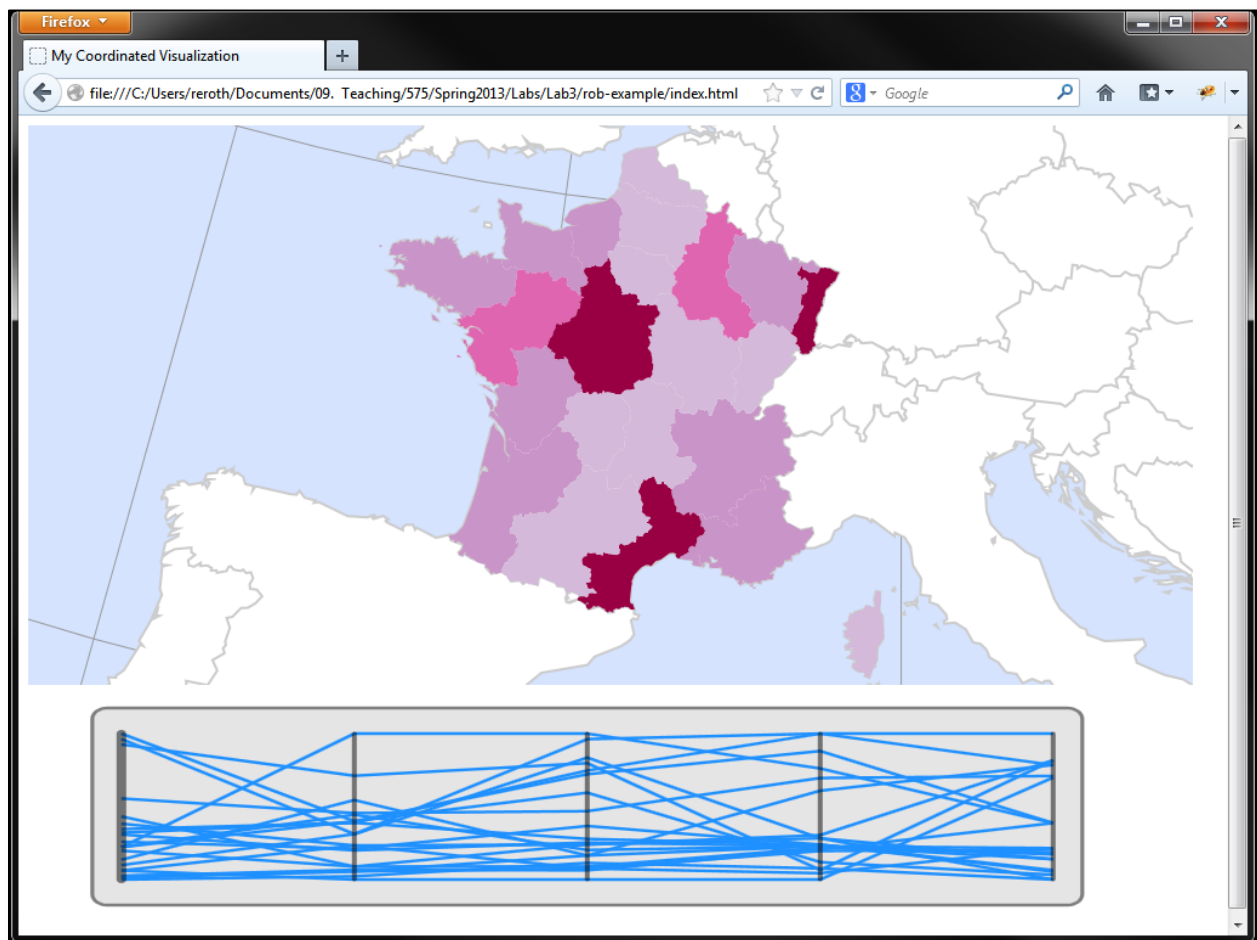 Firefox
My Coordinated Visualization
file:///C:/Users/reroth/Documents/09. Teaching/575/Spring2013/Labs/Lab3/rob-example/index.html
Google